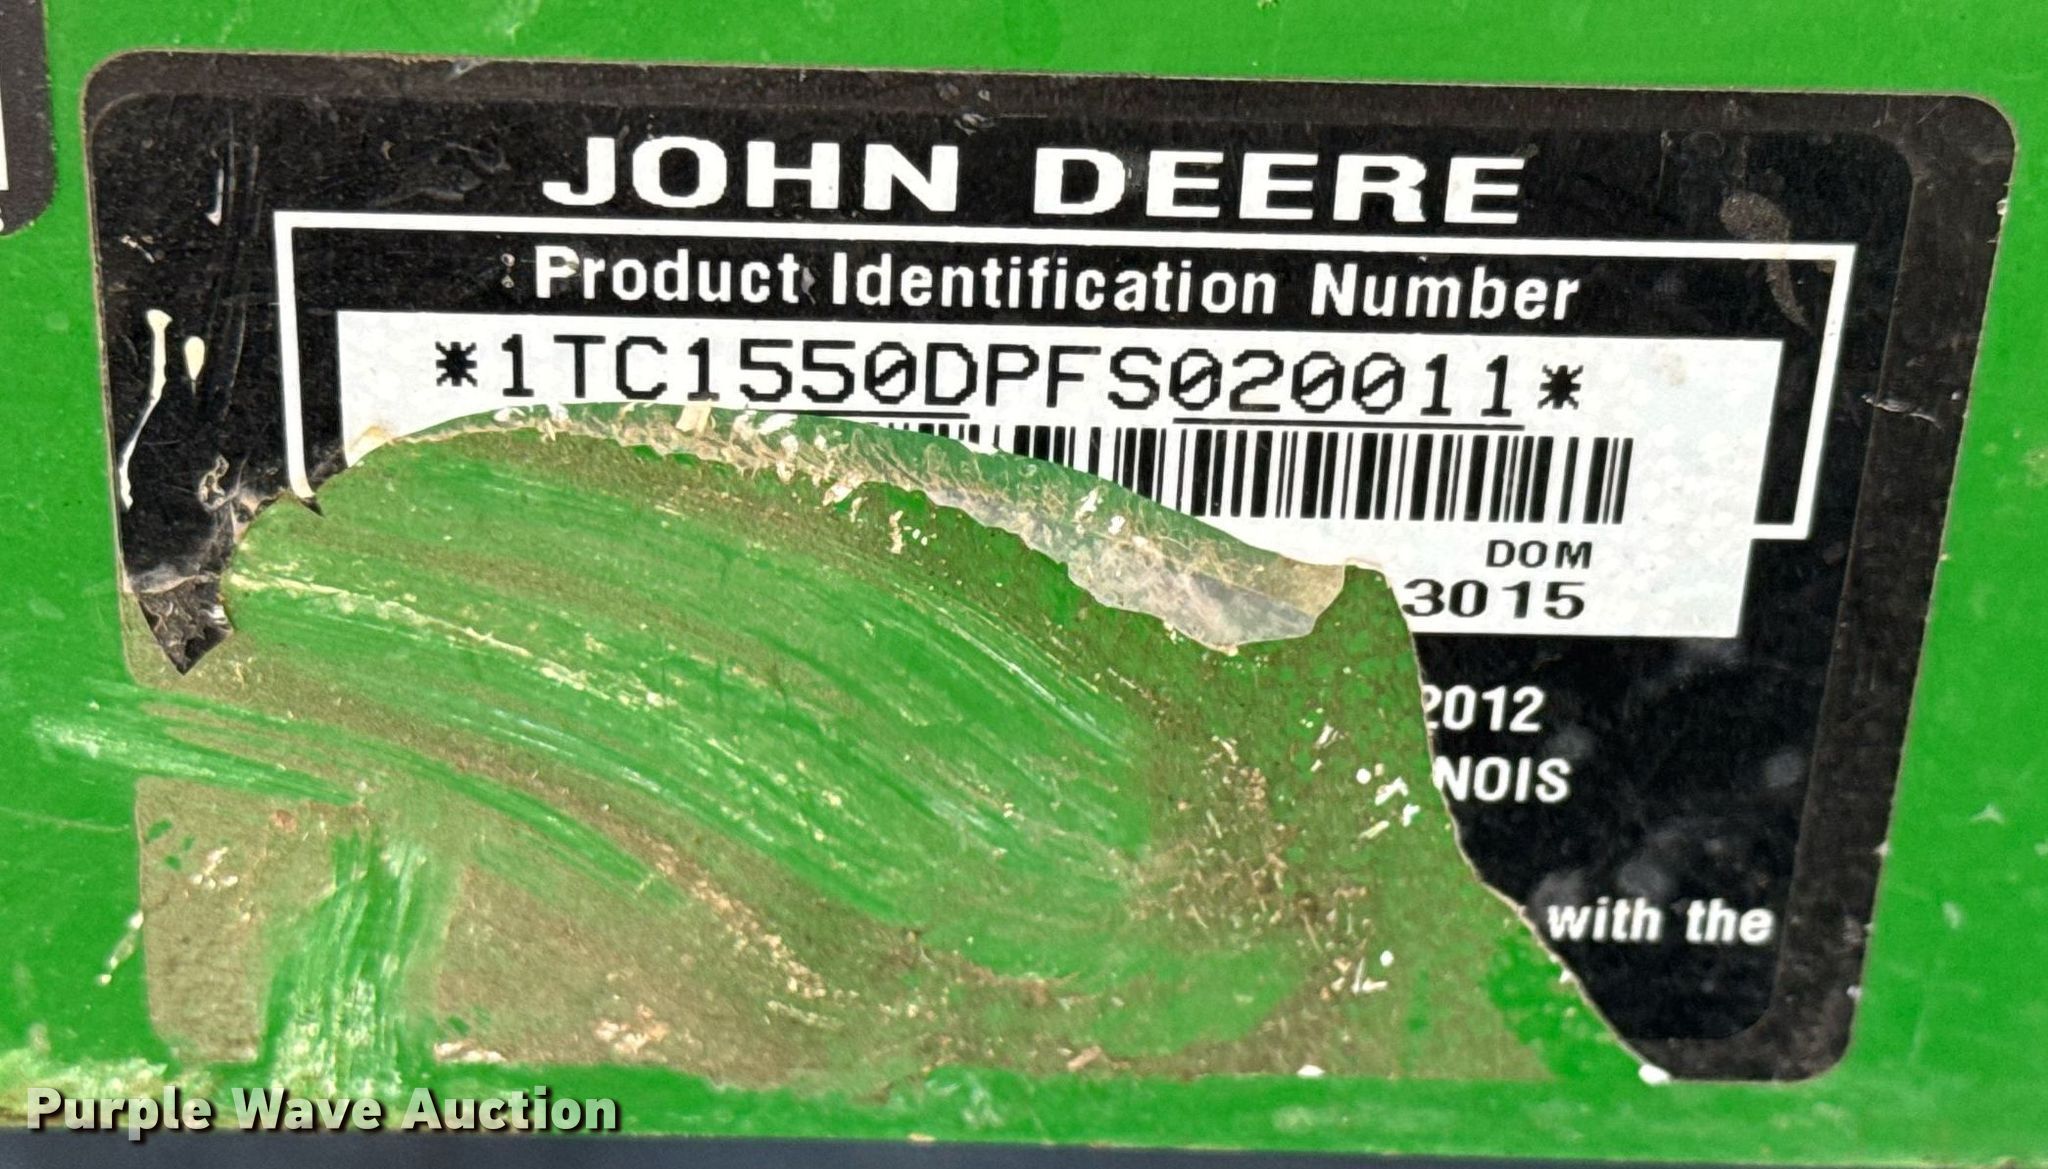 JOHN DEERE
Product Identification Number
*1TC1550DPFS020011*
DOM
3015
2012
NOIS
with the
Purple Wave Auction